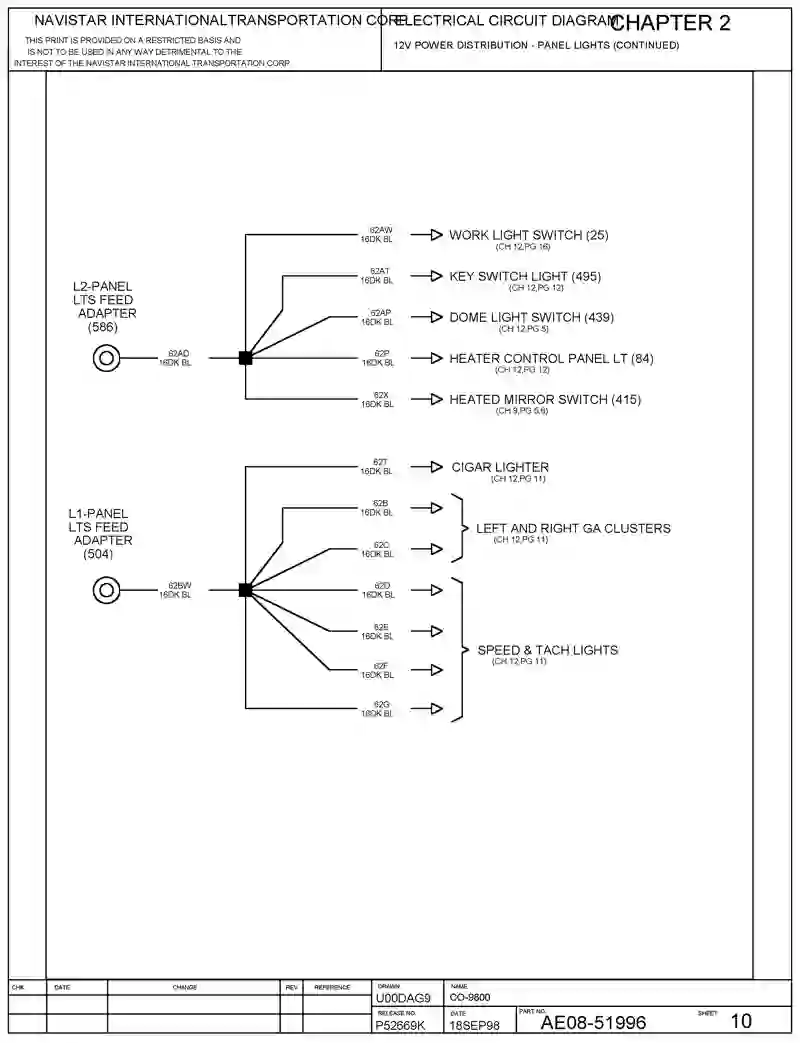 NAVISTAR INTERNATIONAL TRANSPORTATION CORP.
ELECTRICAL CIRCUIT DIAGRAM
CHAPTER 2
THIS PRINT IS PROVIDED ON A RESTRICTED BASIS AND
IS NOT TO BE USED IN ANY WAY DETRIMENTAL TO THE
INTEREST OF THE NAVISTAR INTERNATIONAL TRANSPORTATION CORP
12V POWER DISTRIBUTION - PANEL LIGHTS (CONTINUED)
62AW
16DK BL
WORK LIGHT SWITCH (25)
(CH 12,PG 16)
62AT
16DK BL
KEY SWITCH LIGHT (495)
(CH 12,PG 12)
L2-PANEL
LTS FEED
ADAPTER
(586)
62AP
16DK BL
DOME LIGHT SWITCH (439)
(CH 12,PG 5)
62AD
16DK BL
62P
16DK BL
HEATER CONTROL PANEL LT (84)
(CH 12,PG 12)
62X
16DK BL
HEATED MIRROR SWITCH (415)
(CH 9,PG 5,6)
62T
16DK BL
CIGAR LIGHTER
(CH 12,PG 11)
L1-PANEL
LTS FEED
ADAPTER
(504)
62B
16DK BL
LEFT AND RIGHT GA CLUSTERS
(CH 12,PG 11)
62C
16DK BL
62BW
16DK BL
62D
16DK BL
62E
16DK BL
SPEED & TACH LIGHTS
(CH 12,PG 11)
62F
16DK BL
62G
16DK BL
CHK
DATE
CHANGE
REV
REFERENCE
DRAWN
U00DAG9
NAME
CO-9800
RELEASE NO.
P52669K
DATE
18SEP98
PART NO.
AE08-51996
SHEET
10